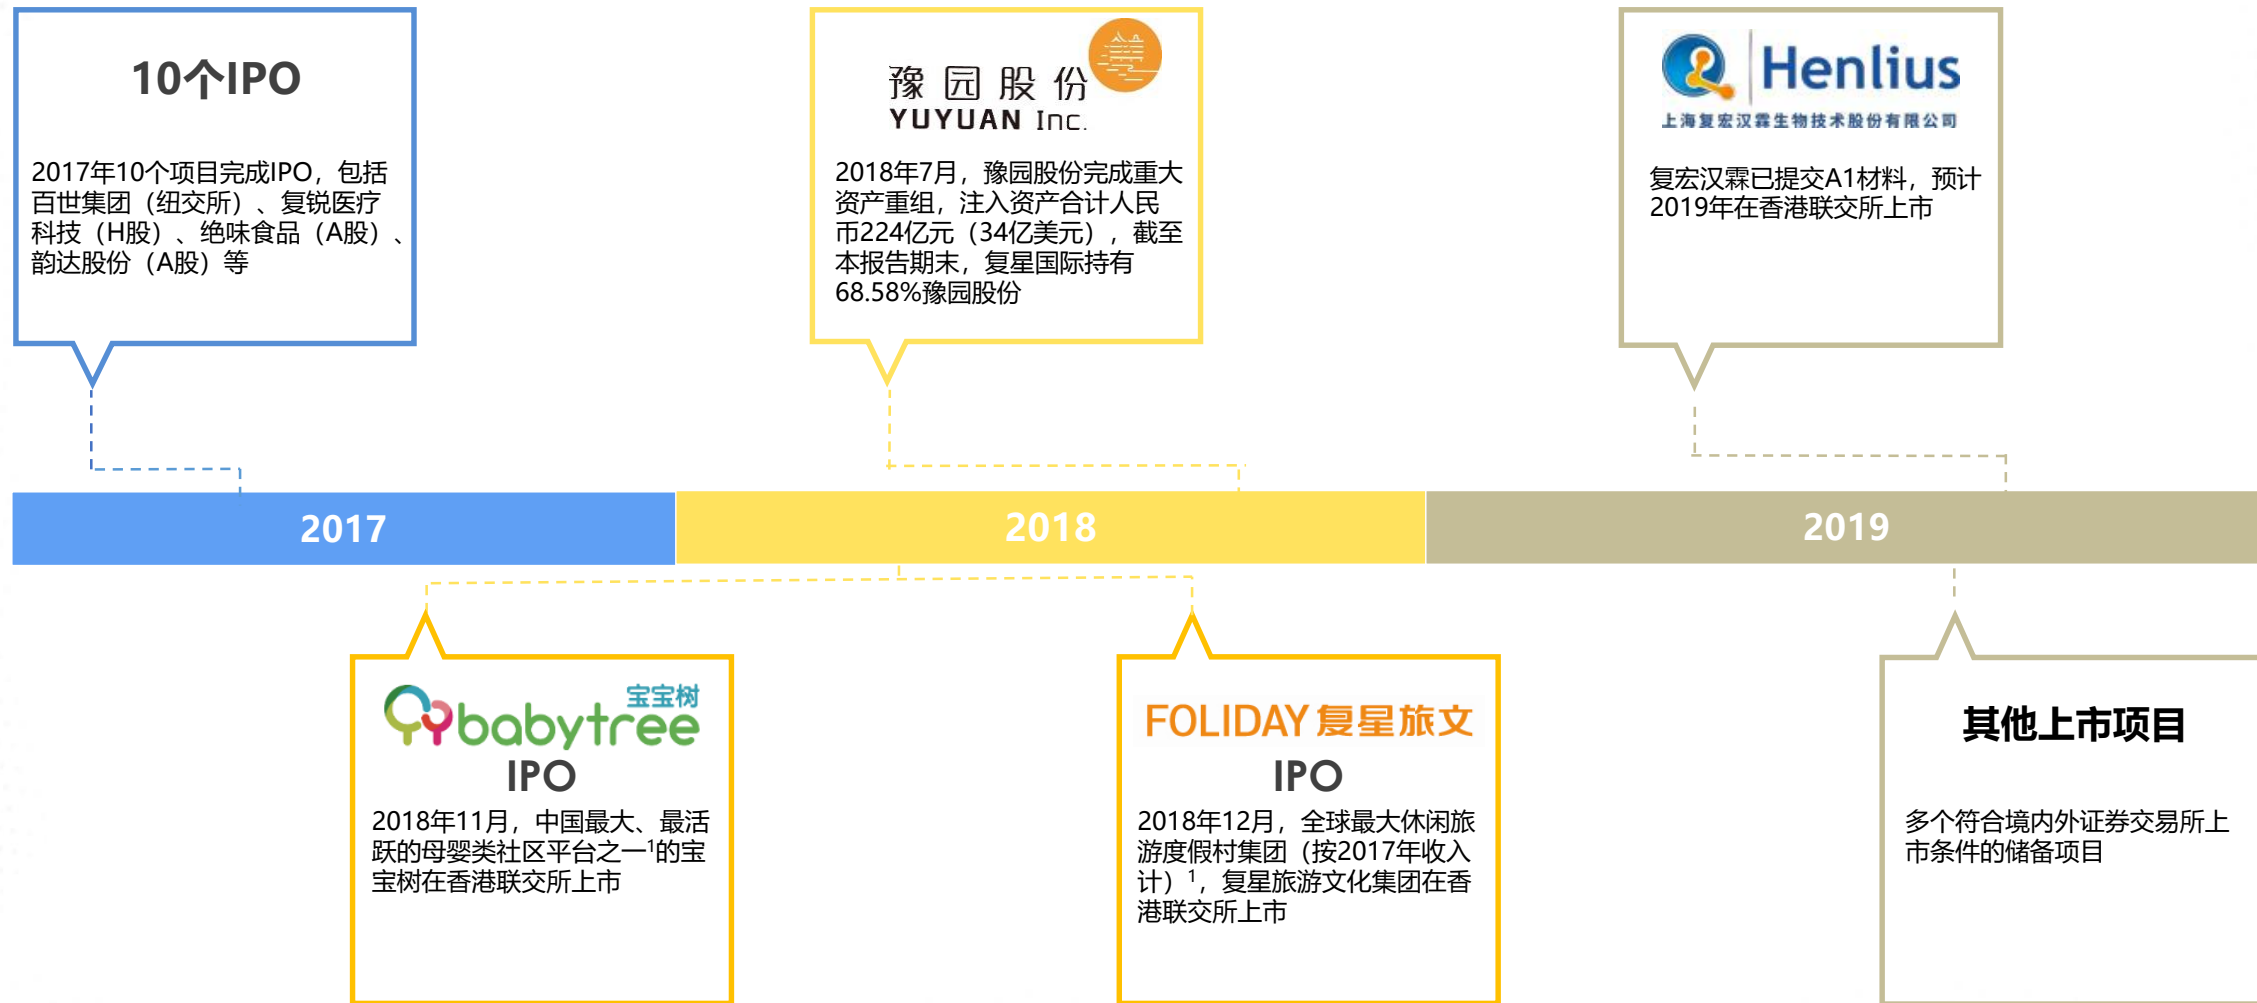 10个IPO
2017年10个项目完成IPO，包括
百世集团（纽交所）、复锐医疗
科技（H股）、绝味食品（A股）、
韵达股份（A股）等
豫园股份
YUYUAN Inc.
2018年7月，豫园股份完成重大
资产重组，注入资产合计人民
币224亿元（34亿美元），截至
本报告期末，复星国际持有
68.58%豫园股份
Henlius
上海复宏汉霖生物技术股份有限公司
复宏汉霖已提交A1材料，预计
2019年在香港联交所上市
2017
2018
2019
宝宝树
babytree
IPO
2018年11月，中国最大、最活
跃的母婴类社区平台之一1的宝
宝树在香港联交所上市
FOLIDAY 复星旅文
IPO
2018年12月，全球最大休闲旅
游度假村集团（按2017年收入
计）1，复星旅游文化集团在香
港联交所上市
其他上市项目
多个符合境内外证券交易所上
市条件的储备项目